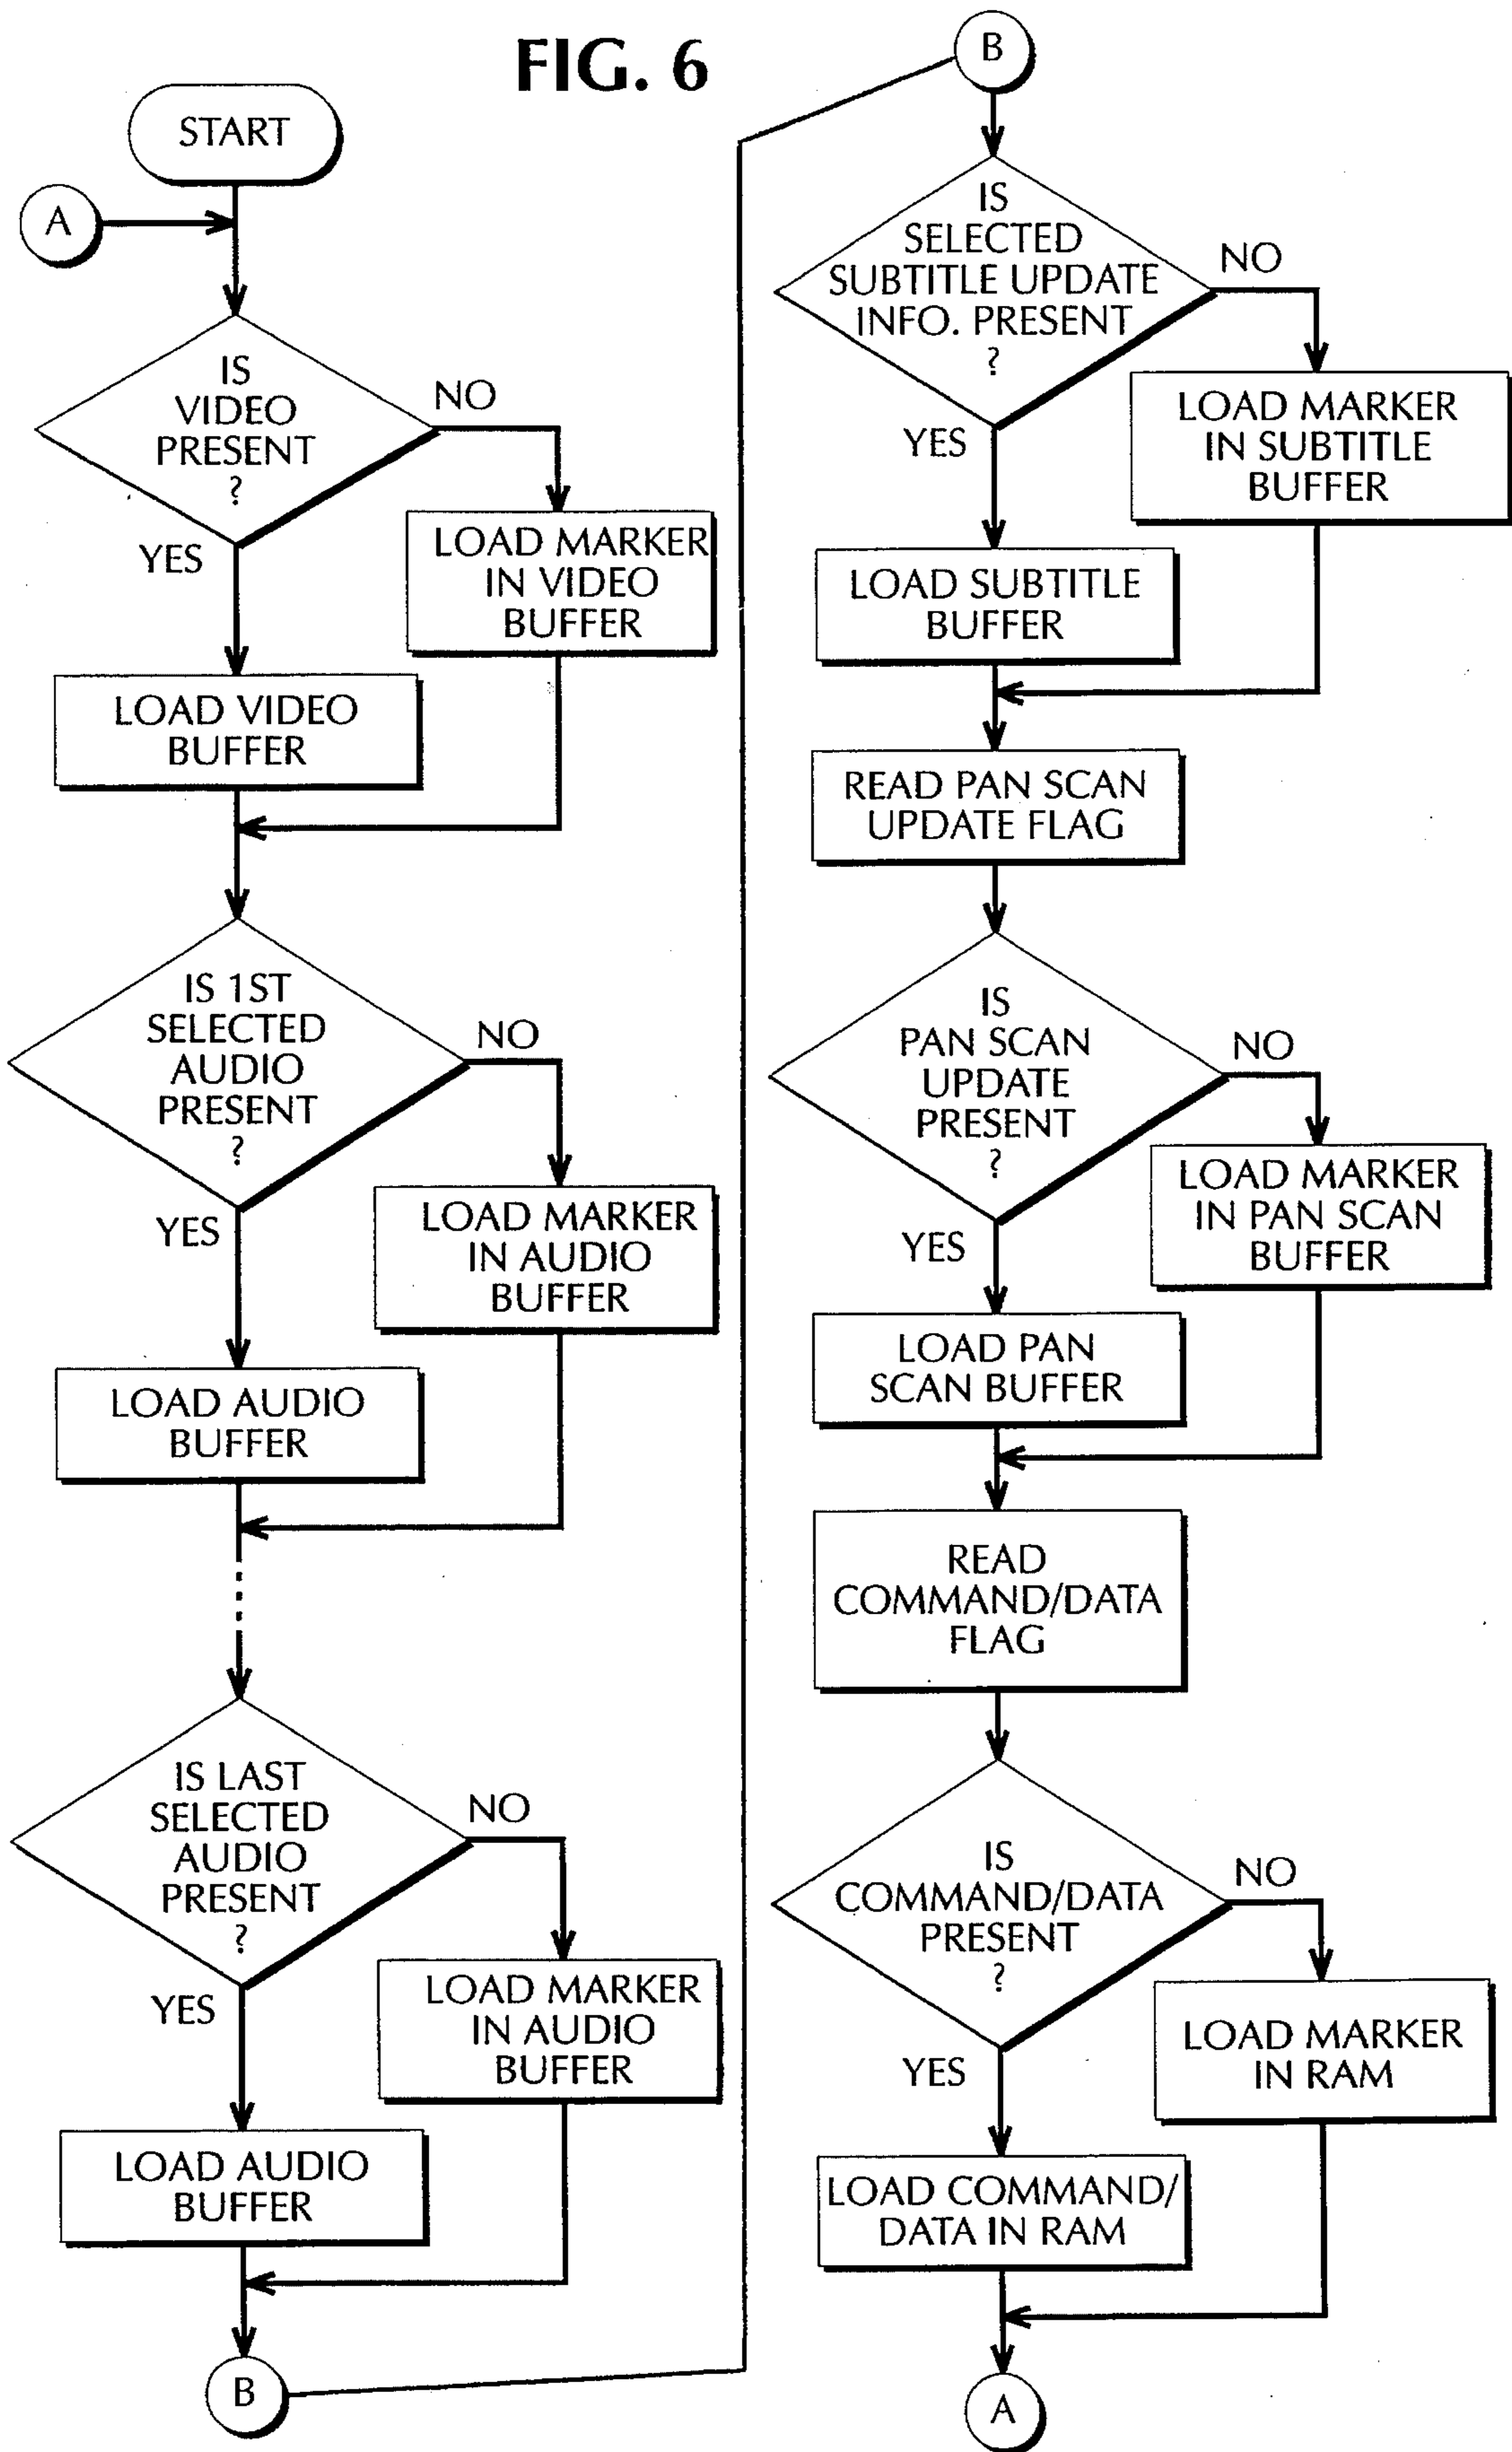 FIG. 6
START
A
IS
VIDEO
PRESENT
?
NO
YES
LOAD MARKER
IN VIDEO
BUFFER
LOAD VIDEO
BUFFER
IS 1ST
SELECTED
AUDIO
PRESENT
?
NO
YES
LOAD MARKER
IN AUDIO
BUFFER
LOAD AUDIO
BUFFER
IS LAST
SELECTED
AUDIO
PRESENT
?
NO
YES
LOAD MARKER
IN AUDIO
BUFFER
LOAD AUDIO
BUFFER
B
B
IS
SELECTED
SUBTITLE UPDATE
INFO. PRESENT
?
NO
YES
LOAD MARKER
IN SUBTITLE
BUFFER
LOAD SUBTITLE
BUFFER
READ PAN SCAN
UPDATE FLAG
IS
PAN SCAN
UPDATE
PRESENT
?
NO
YES
LOAD MARKER
IN PAN SCAN
BUFFER
LOAD PAN
SCAN BUFFER
READ
COMMAND/DATA
FLAG
IS
COMMAND/DATA
PRESENT
?
NO
YES
LOAD MARKER
IN RAM
LOAD COMMAND/
DATA IN RAM
A